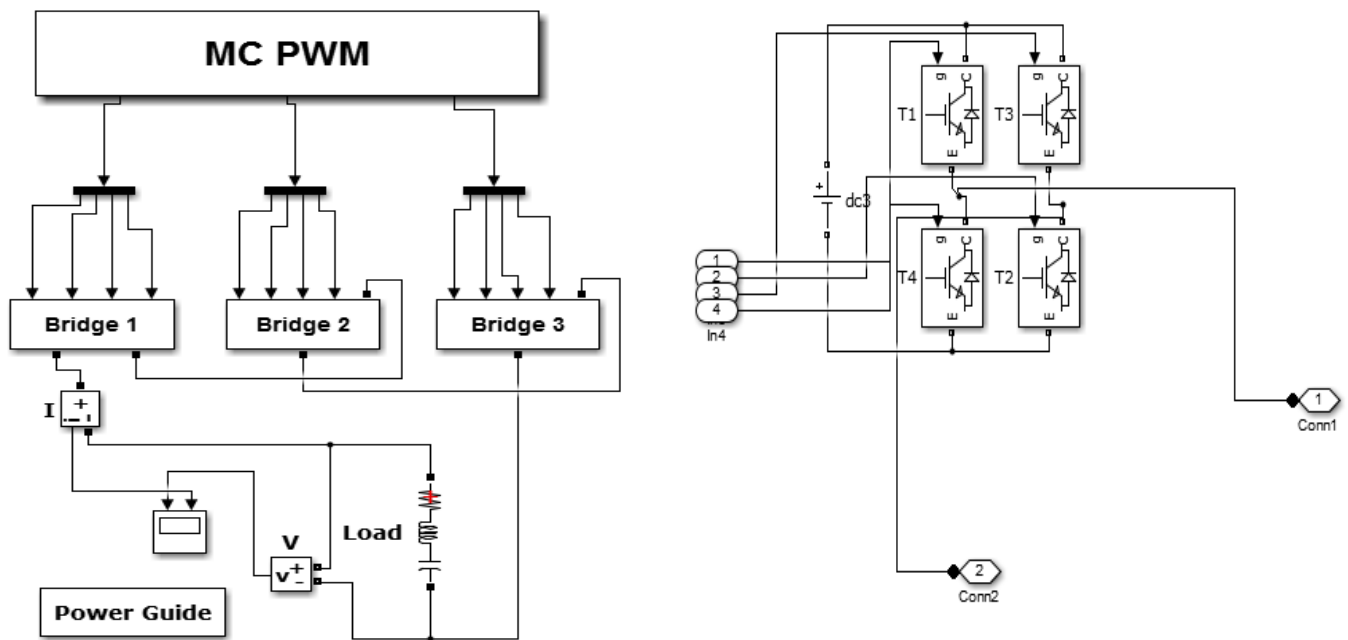 MC PWM
Bridge 1
Bridge 2
Bridge 3
I
+
-
i
Load
V
v
+
-
Power Guide
g
C
T1
E
g
C
T3
E
+
dc3
g
C
T4
E
g
C
T2
E
1
2
3
4
In4
1
Conn1
2
Conn2